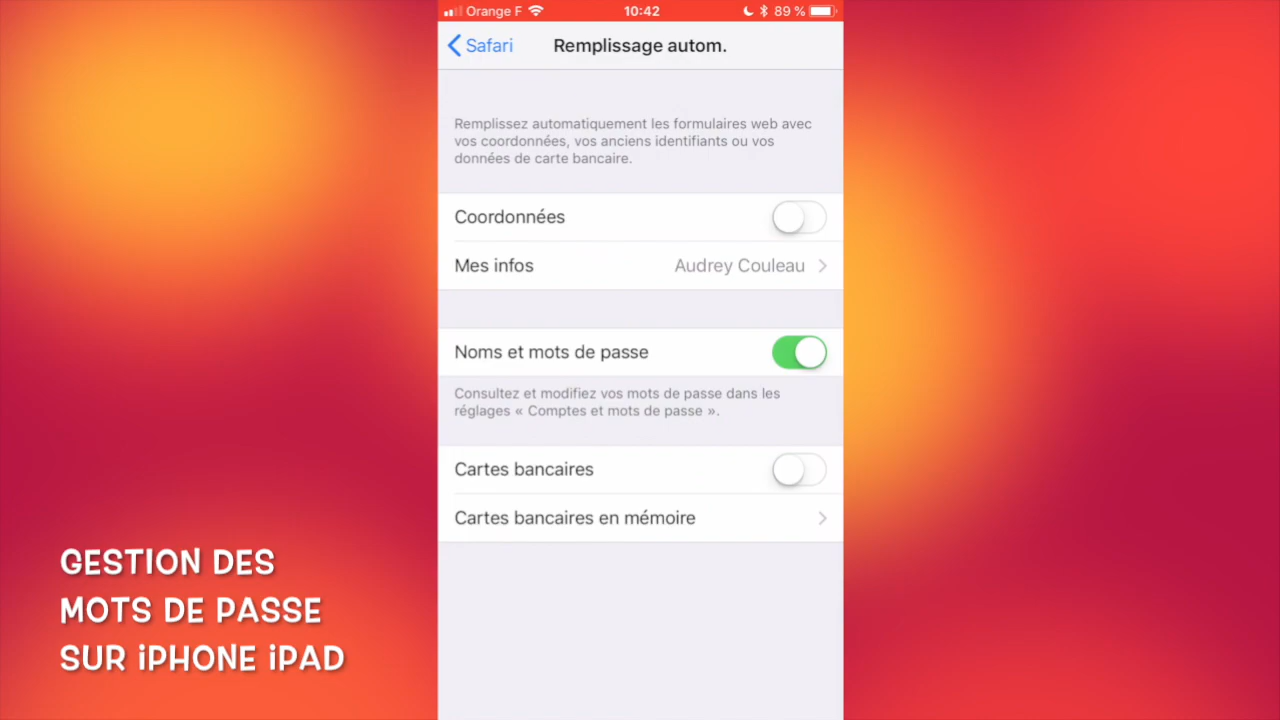 Orange F 10:42 89 %
Safari Remplissage autom.
Remplissez automatiquement les formulaires web avec
vos coordonnées, vos anciens identifiants ou vos
données de carte bancaire.
Coordonnées
Mes infos Audrey Couleau
Noms et mots de passe
Consultez et modifiez vos mots de passe dans les
réglages « Comptes et mots de passe ».
Cartes bancaires
Cartes bancaires en mémoire
GESTION DES
MOTS DE PASSE
SUR iPHONE iPAD